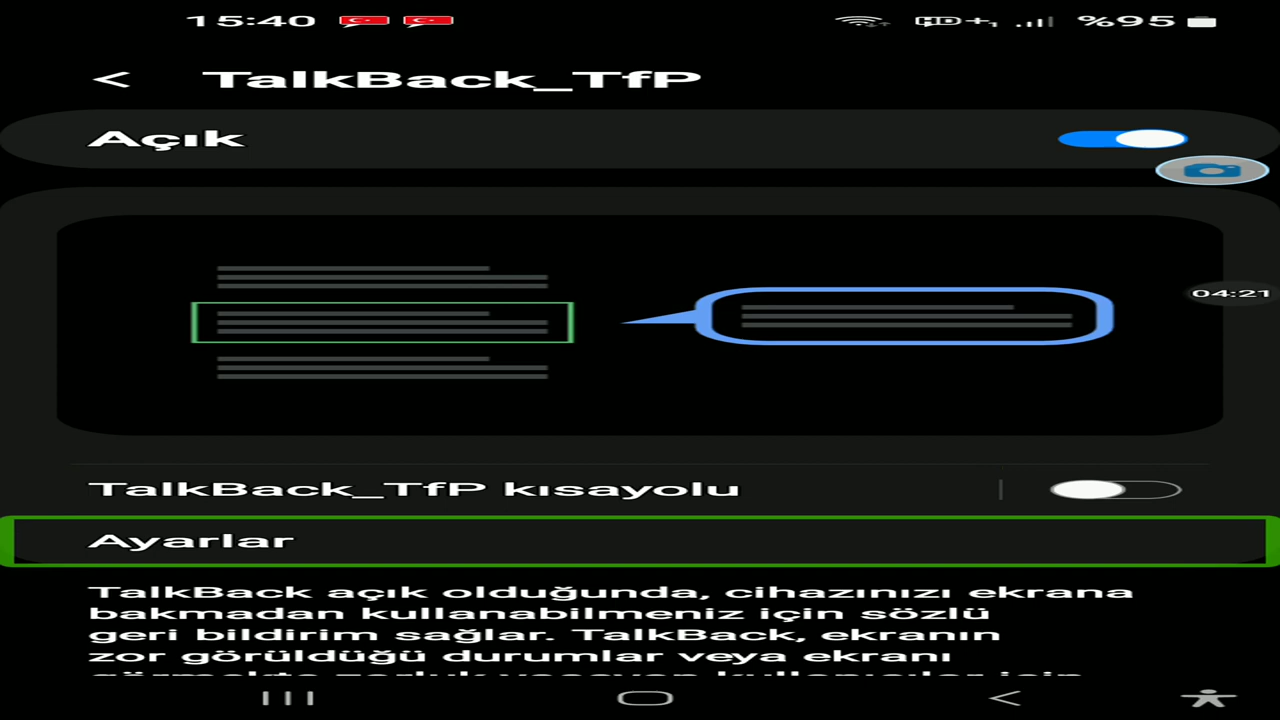 15:40 %95
TalkBack_TfP
Açık
04:21
TalkBack_TfP kısayolu
Ayarlar
TalkBack açık olduğunda, cihazınızı ekrana
bakmadan kullanabilmeniz için sözlü
geri bildirim sağlar. TalkBack, ekranın
zor görüldüğü durumlar veya ekranı